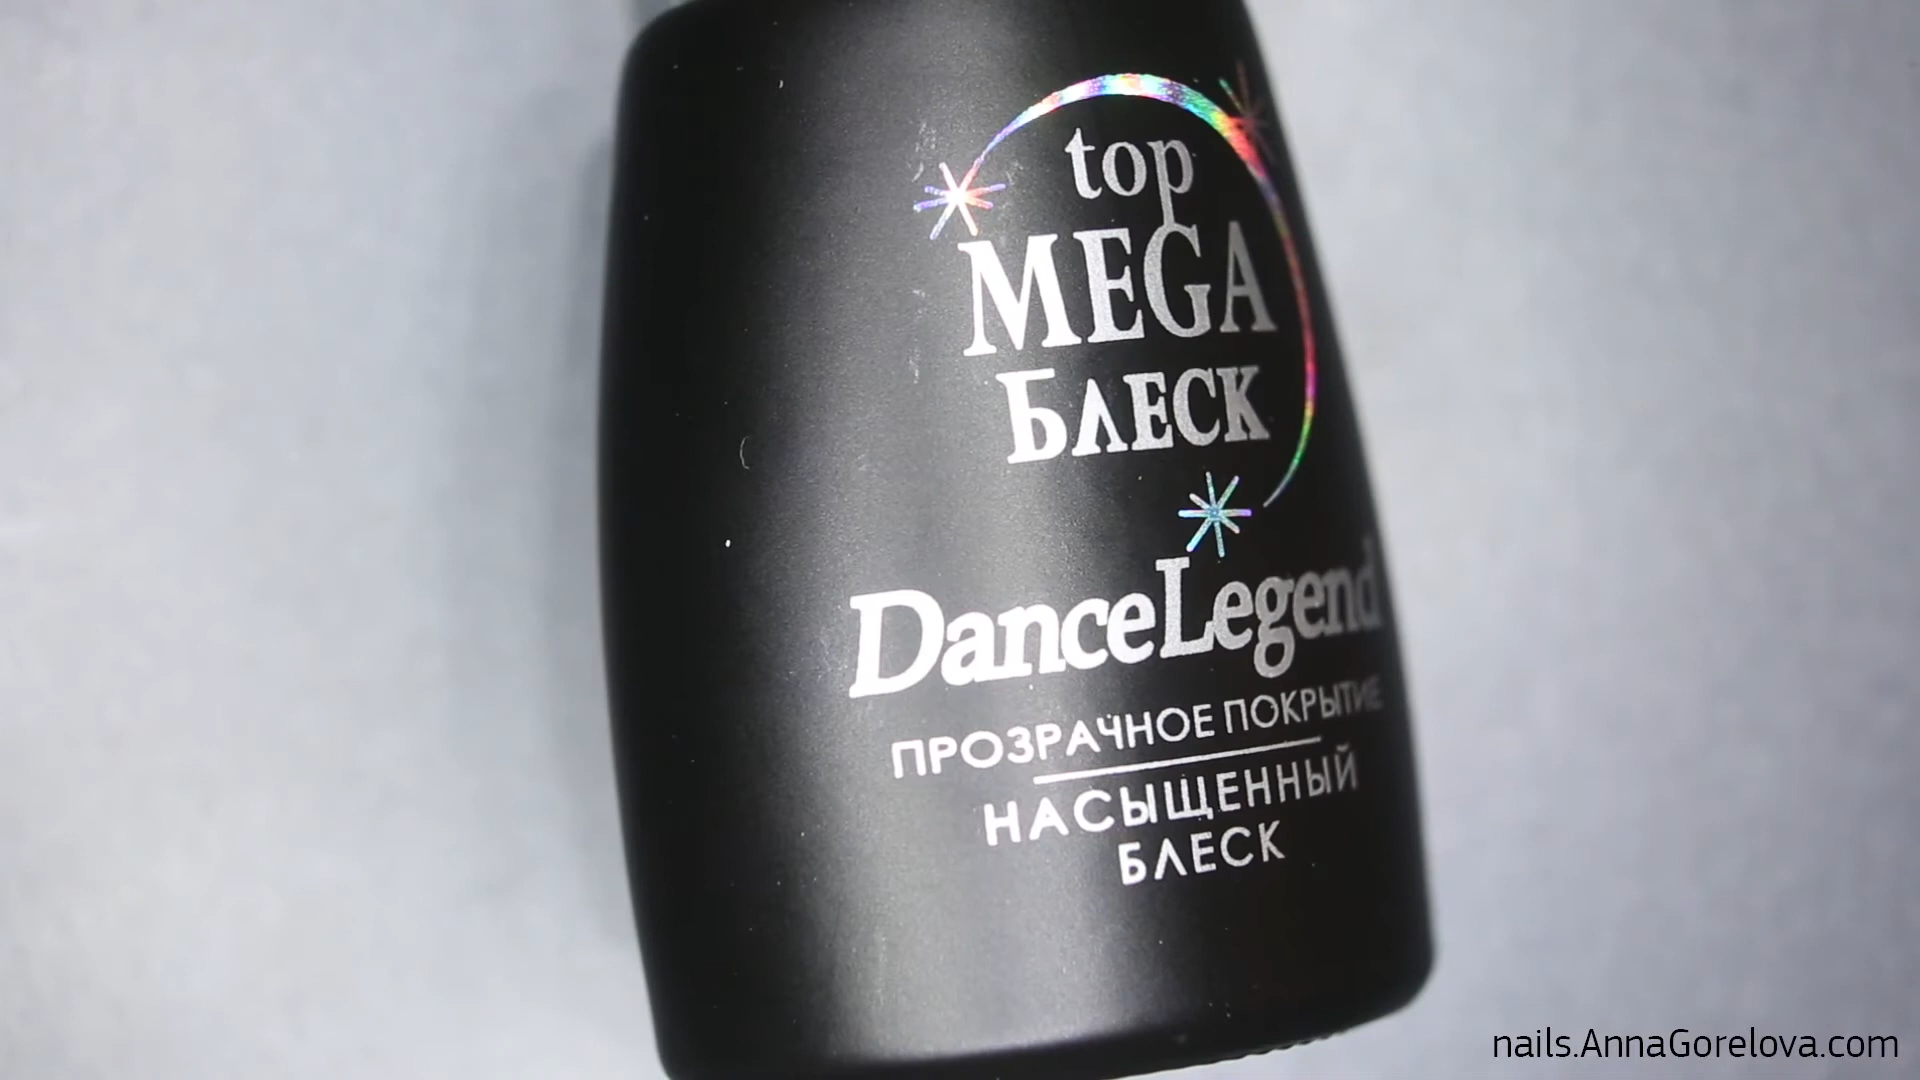 top
MEGA
БЛЕСК
DanceLegend
ПРОЗРАЧНОЕ ПОКРЫТИЕ
НАСЫЩЕННЫЙ
БЛЕСК
nails.AnnaGorelova.com